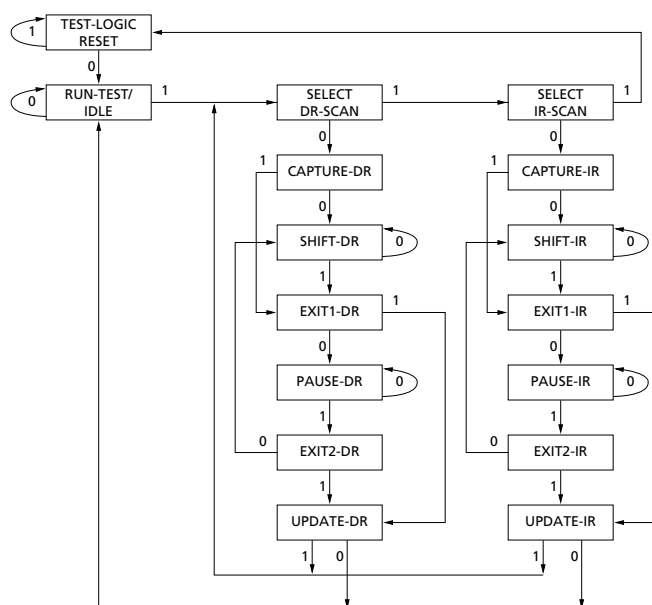 TEST-LOGIC
RESET
1
0
RUN-TEST/
IDLE
0
1
SELECT
DR-SCAN
1
SELECT
IR-SCAN
1
0
0
1
CAPTURE-DR
1
CAPTURE-IR
0
0
SHIFT-DR
0
SHIFT-IR
0
1
1
EXIT1-DR
1
EXIT1-IR
1
0
0
PAUSE-DR
0
PAUSE-IR
0
1
1
0
EXIT2-DR
0
EXIT2-IR
1
1
UPDATE-DR
UPDATE-IR
1
0
1
0